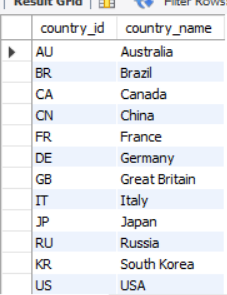 Result Grid Filter Rows
country_id country_name
AU Australia
BR Brazil
CA Canada
CN China
FR France
DE Germany
GB Great Britain
IT Italy
JP Japan
RU Russia
KR South Korea
US USA